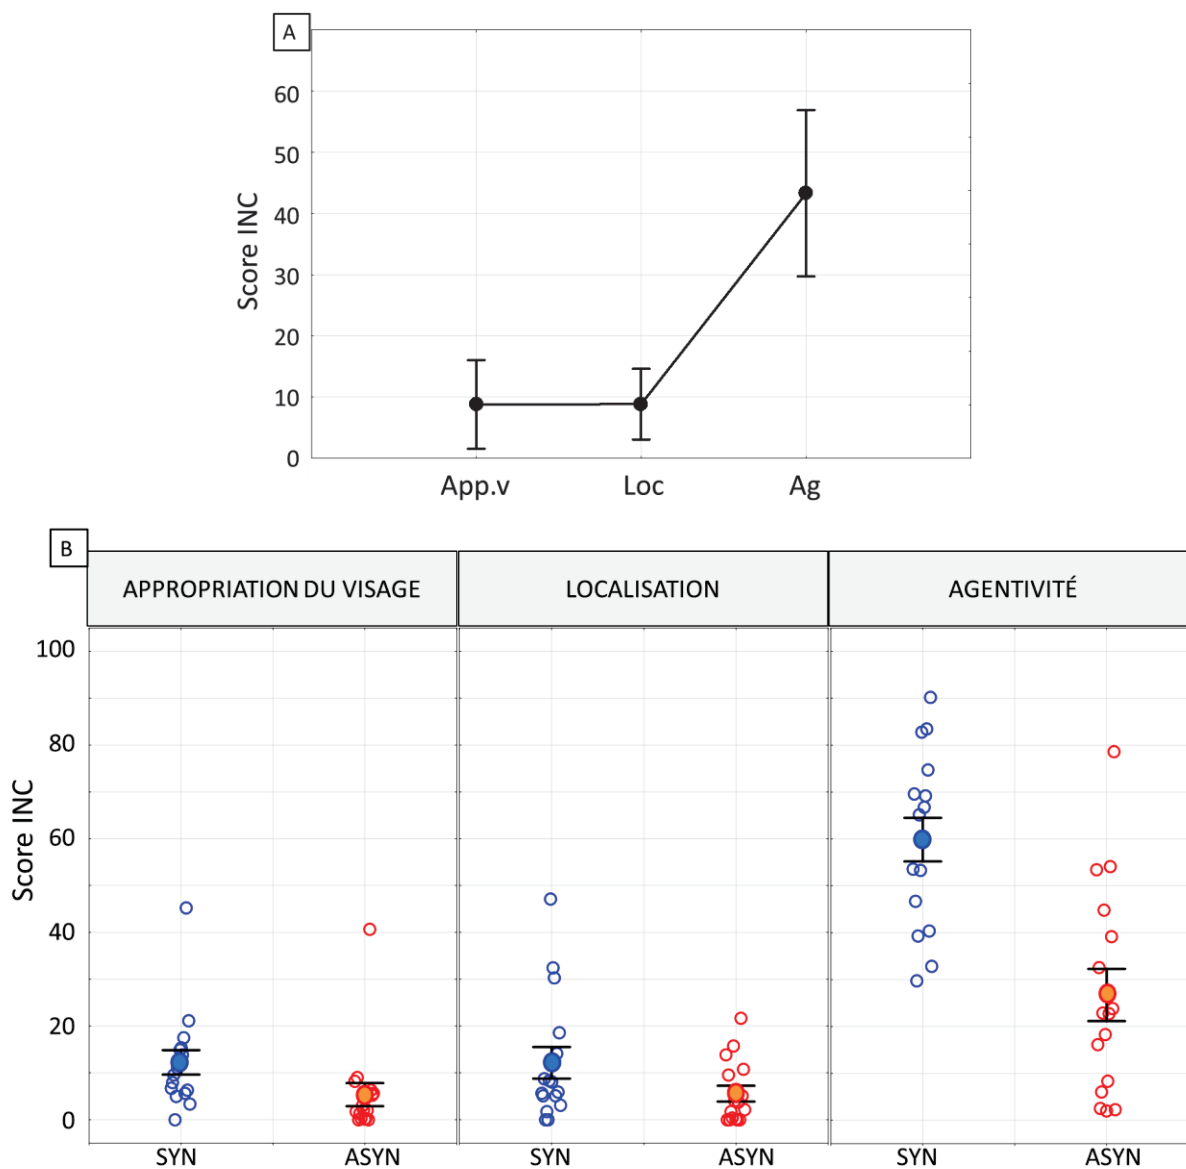 A
60
50
40
30
20
10
0
Score INC
App.v Loc Ag
B
APPROPRIATION DU VISAGE LOCALISATION AGENTIVITÉ
100
80
60
40
20
0
Score INC
SYN ASYN SYN ASYN SYN ASYN